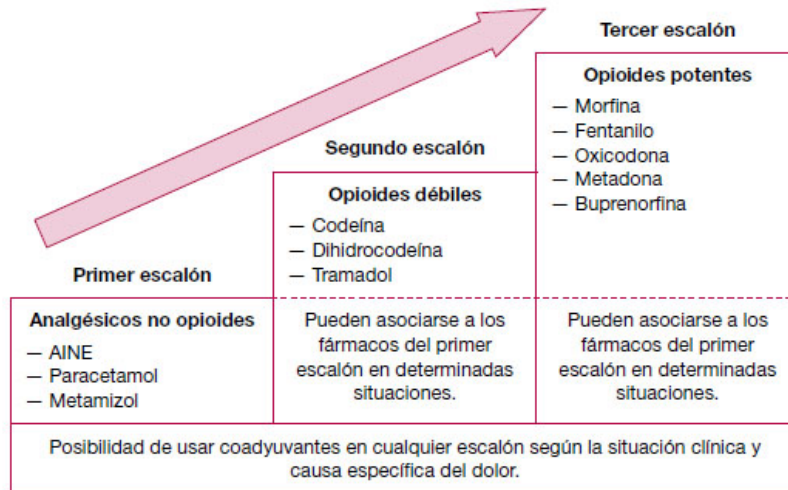 Tercer escalón
Opioides potentes
— Morfina
— Fentanilo
— Oxicodona
— Metadona
— Buprenorfina
Segundo escalón
Opioides débiles
— Codeína
— Dihidrocodeína
— Tramadol
Primer escalón
Analgésicos no opioides
— AINE
— Paracetamol
— Metamizol
Pueden asociarse a los
fármacos del primer
escalón en determinadas
situaciones.
Pueden asociarse a los
fármacos del primer
escalón en determinadas
situaciones.
Posibilidad de usar coadyuvantes en cualquier escalón según la situación clínica y
causa específica del dolor.